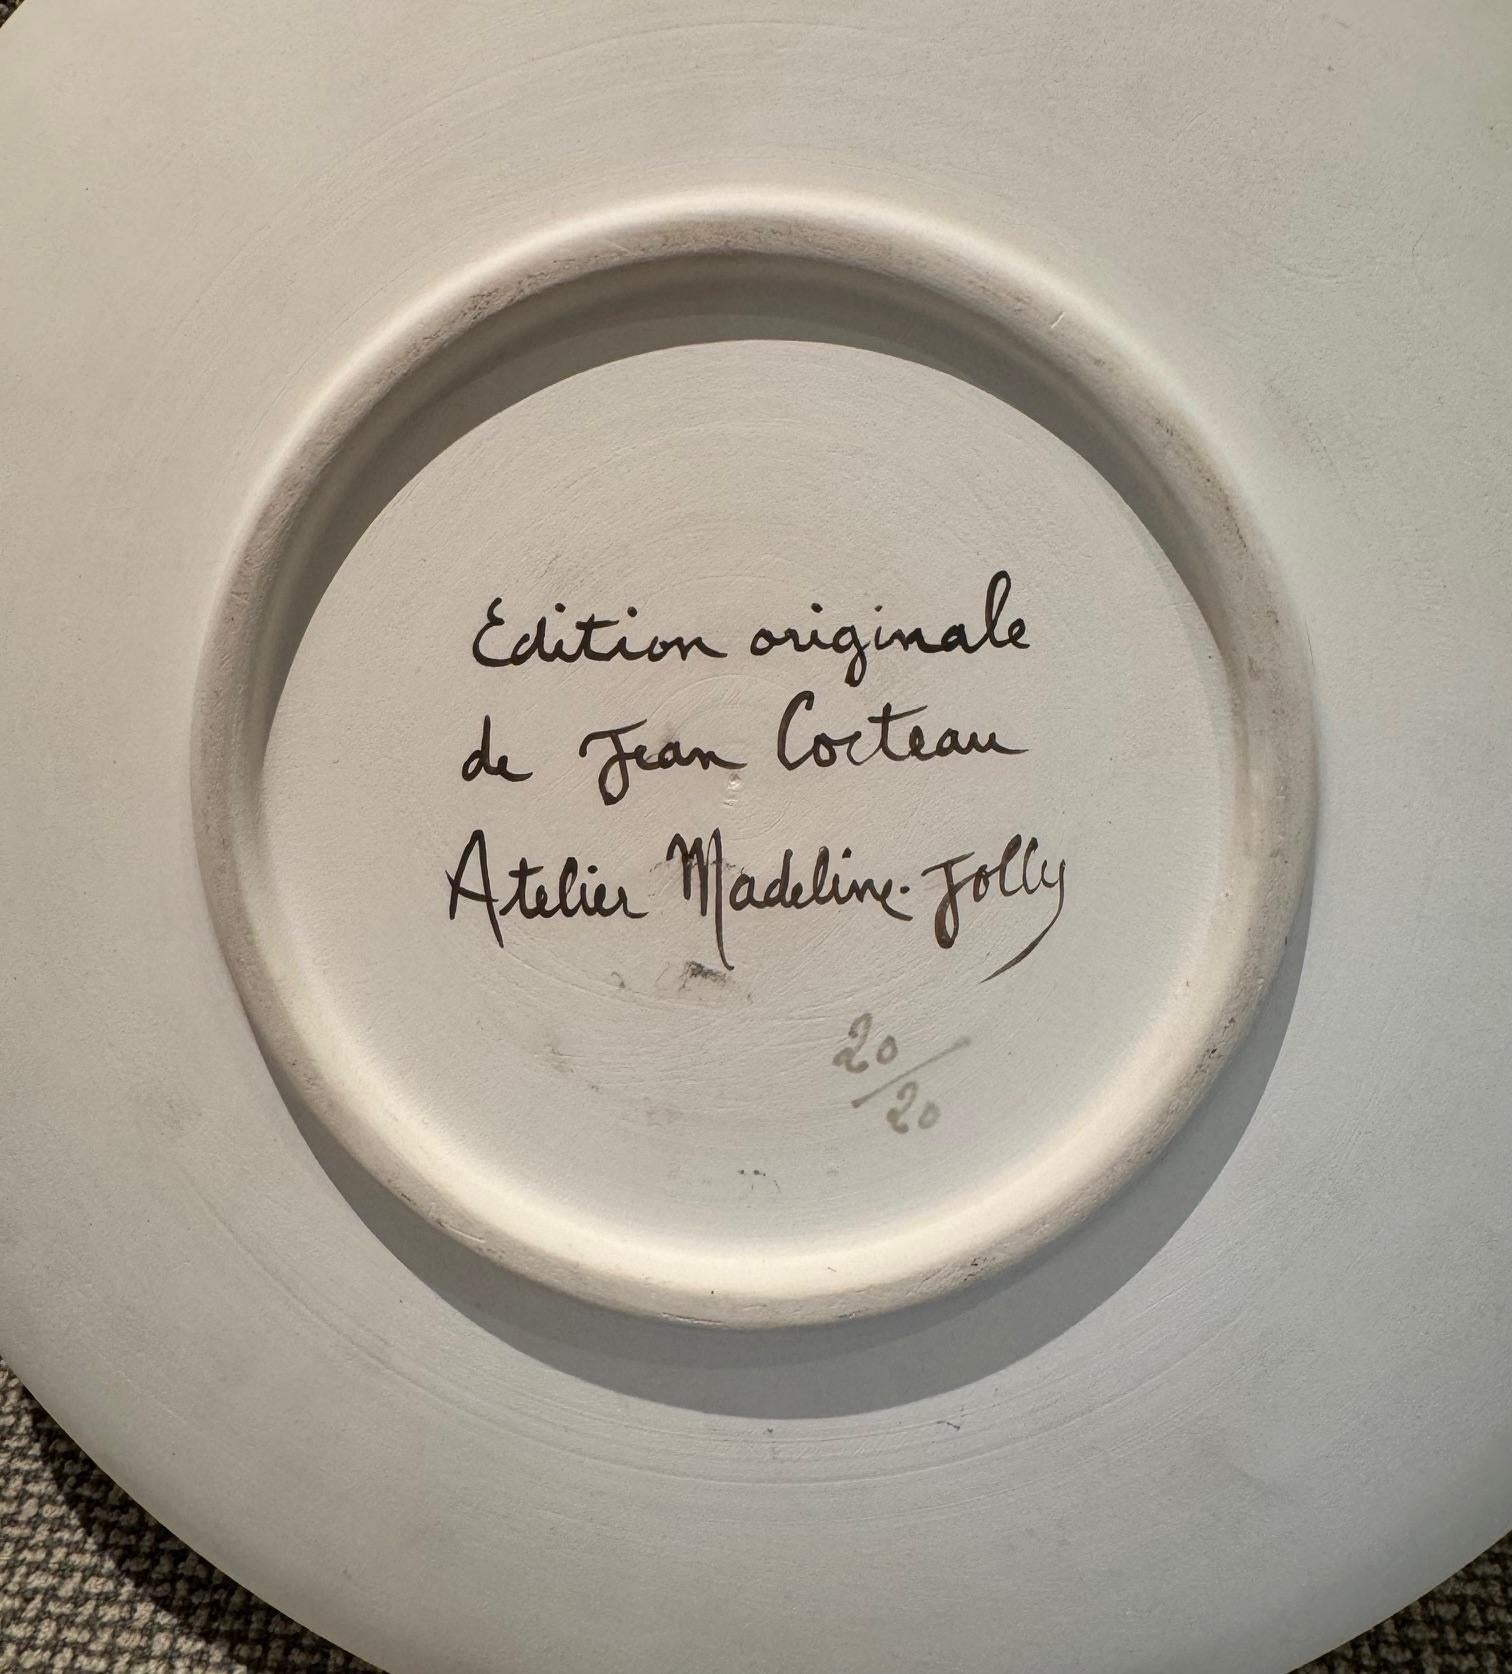 Edition originale
de Jean Cocteau
Atelier Madeline-Jolly
20/20